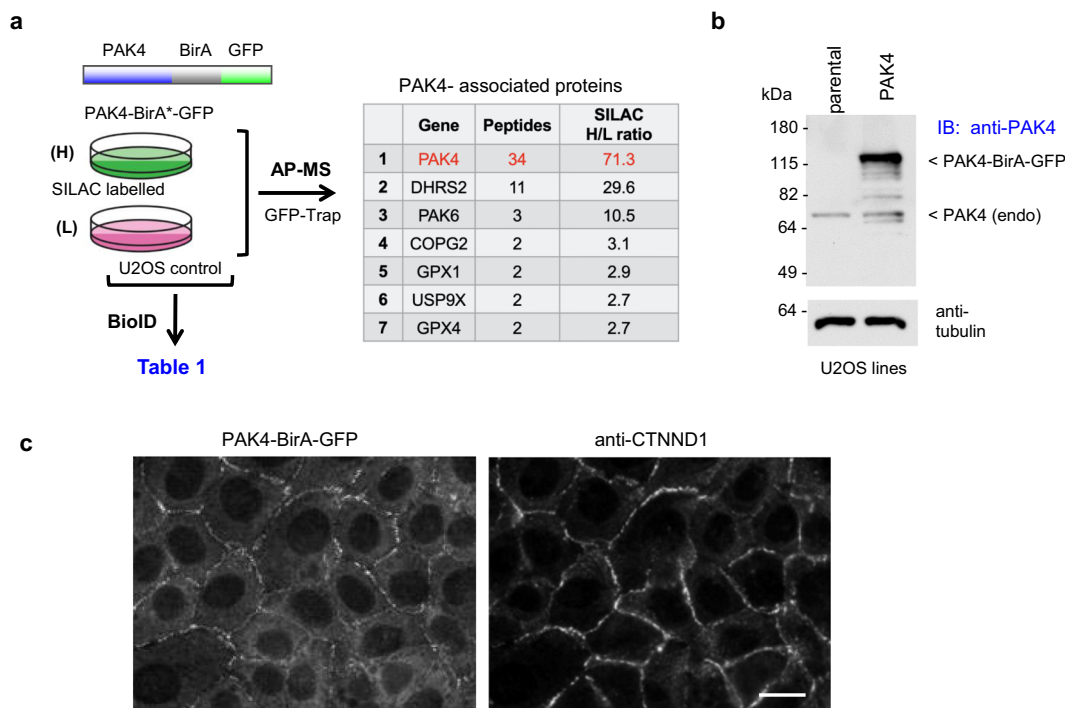 a
PAK4 BirA GFP
PAK4-BirA*-GFP
(H)
SILAC labelled
(L)
U2OS control
AP-MS
GFP-Trap
BioID
Table 1
PAK4- associated proteins
Gene Peptides SILAC H/L ratio
1 PAK4 34 71.3
2 DHRS2 11 29.6
3 PAK6 3 10.5
4 COPG2 2 3.1
5 GPX1 2 2.9
6 USP9X 2 2.7
7 GPX4 2 2.7
b
kDa parental PAK4
IB: anti-PAK4
180 -
115 -
< PAK4-BirA-GFP
82 -
64 -
< PAK4 (endo)
49 -
64 -
anti-
tubulin
U2OS lines
c
PAK4-BirA-GFP anti-CTNND1